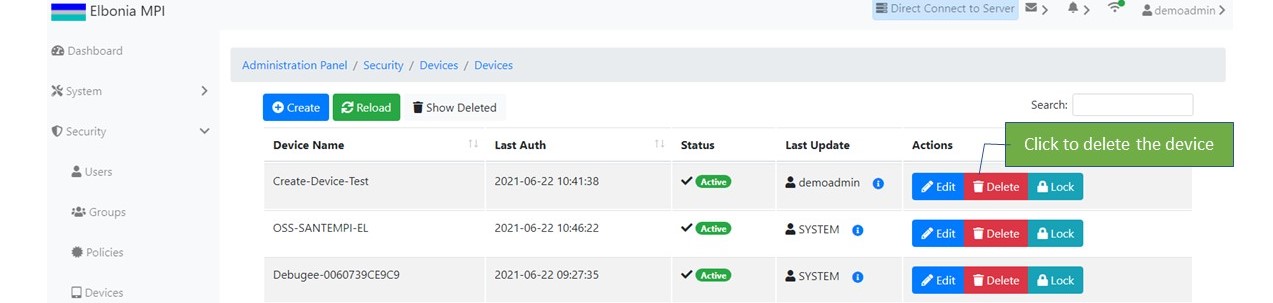 Elbonia MPI
Direct Connect to Server
demoadmin
Dashboard
Administration Panel / Security / Devices / Devices
System
Create Reload Show Deleted
Search:
Security
Click to delete the device
Device Name Last Auth Status Last Update Actions
Users
Create-Device-Test 2021-06-22 10:41:38 Active demoadmin Edit Delete Lock
Groups
OSS-SANTEMPI-EL 2021-06-22 10:46:22 Active SYSTEM Edit Delete Lock
Policies
Debugee-0060739CE9C9 2021-06-22 09:27:35 Active SYSTEM Edit Delete Lock
Devices